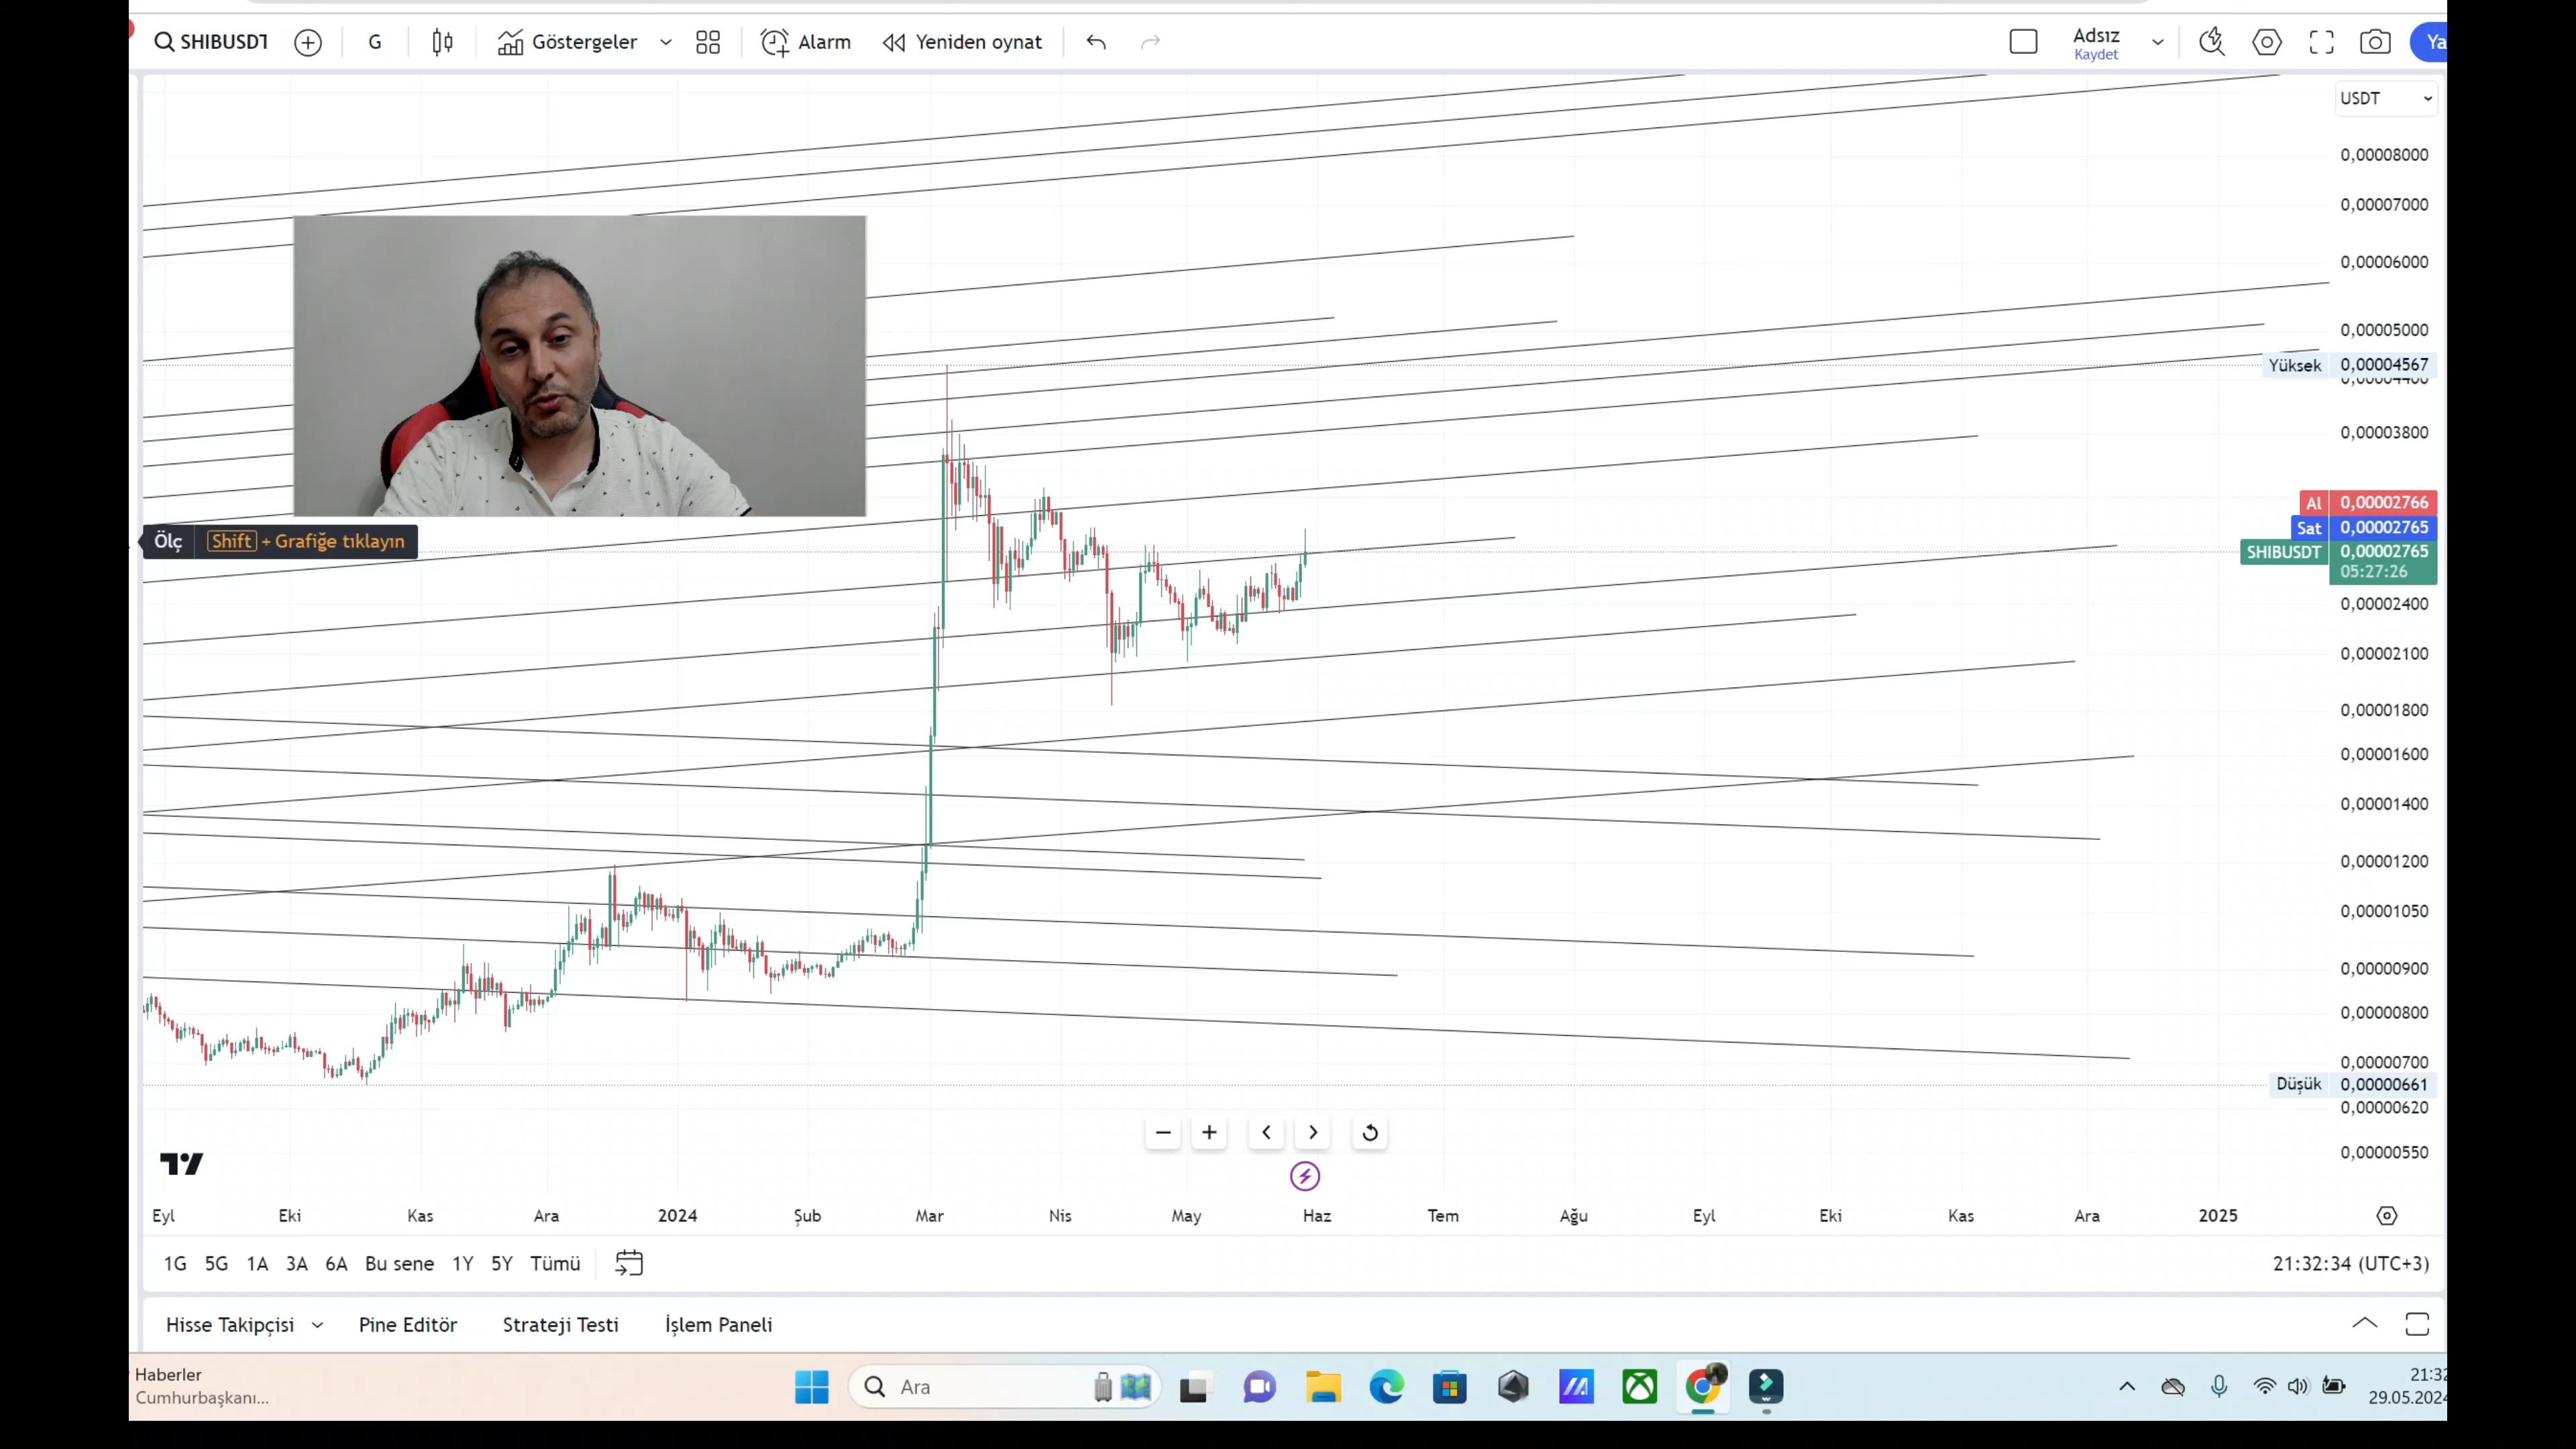 SHIBUSDT
G
Göstergeler
Alarm
Yeniden oynat
Adsız
Kaydet
USDT
0,00008000
0,00007000
0,00006000
0,00005000
Yüksek 0,00004567
0,00004400
0,00003800
Al 0,00002766
Sat 0,00002765
SHIBUSDT 0,00002765
05:27:26
Ölç Shift + Grafiğe tıklayın
0,00002400
0,00002100
0,00001800
0,00001600
0,00001400
0,00001200
0,00001050
0,00000900
0,00000800
0,00000700
Düşük 0,00000661
0,00000620
0,00000550
Eyl Eki Kas Ara 2024 Şub Mar Nis May Haz Tem Ağu Eyl Eki Kas Ara 2025
1G 5G 1A 3A 6A Bu sene 1Y 5Y Tümü
21:32:34 (UTC+3)
Hisse Takipçisi Pine Editör Strateji Testi İşlem Paneli
Haberler
Cumhurbaşkanı...
Ara
21:32
29.05.2024